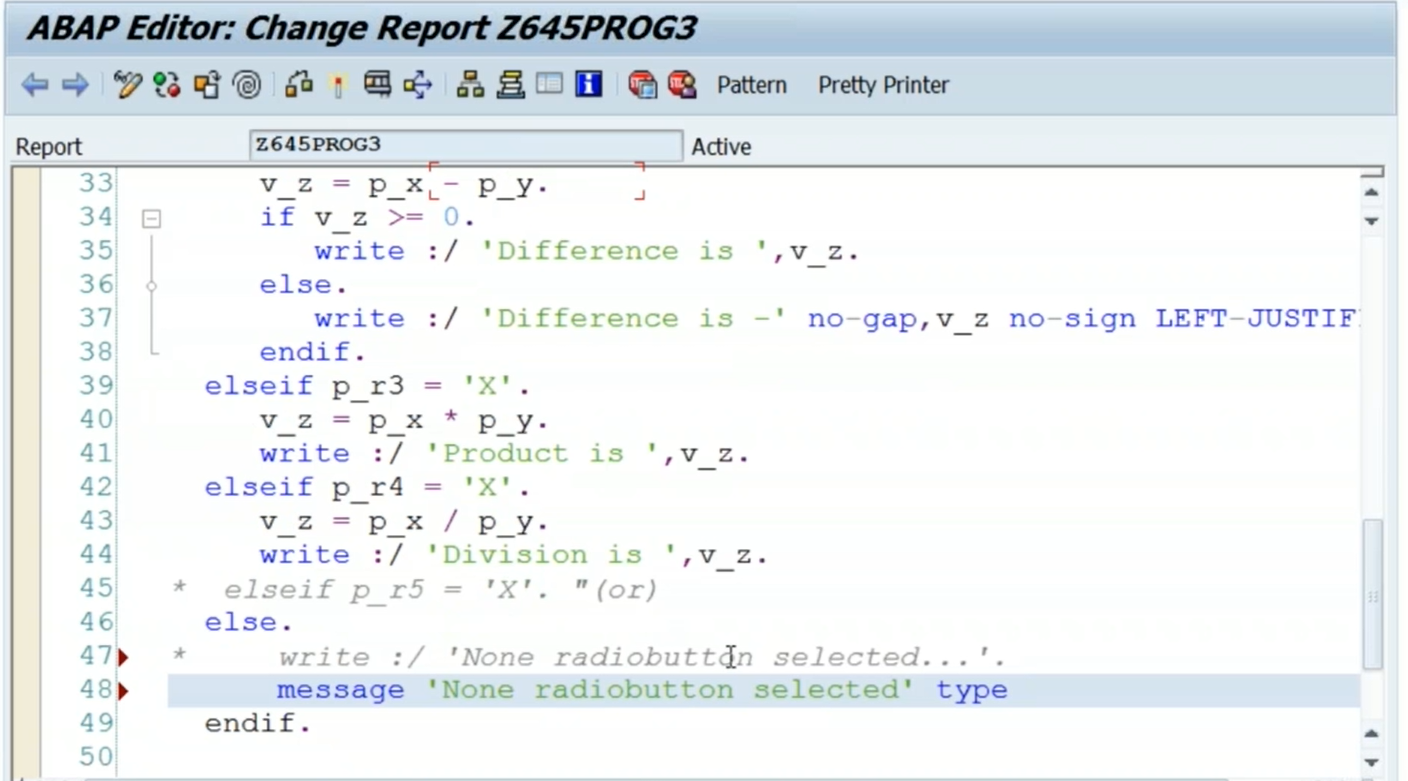 ABAP Editor: Change Report Z645PROG3
Pattern Pretty Printer
Report Z645PROG3 Active
33 v_z = p_x - p_y.
34 if v_z >= 0.
35 write :/ 'Difference is ',v_z.
36 else.
37 write :/ 'Difference is -' no-gap,v_z no-sign LEFT-JUSTIF
38 endif.
39 elseif p_r3 = 'X'.
40 v_z = p_x * p_y.
41 write :/ 'Product is ',v_z.
42 elseif p_r4 = 'X'.
43 v_z = p_x / p_y.
44 write :/ 'Division is ',v_z.
45 * elseif p_r5 = 'X'. "(or)
46 else.
47 * write :/ 'None radiobutton selected...'.
48 message 'None radiobutton selected' type
49 endif.
50